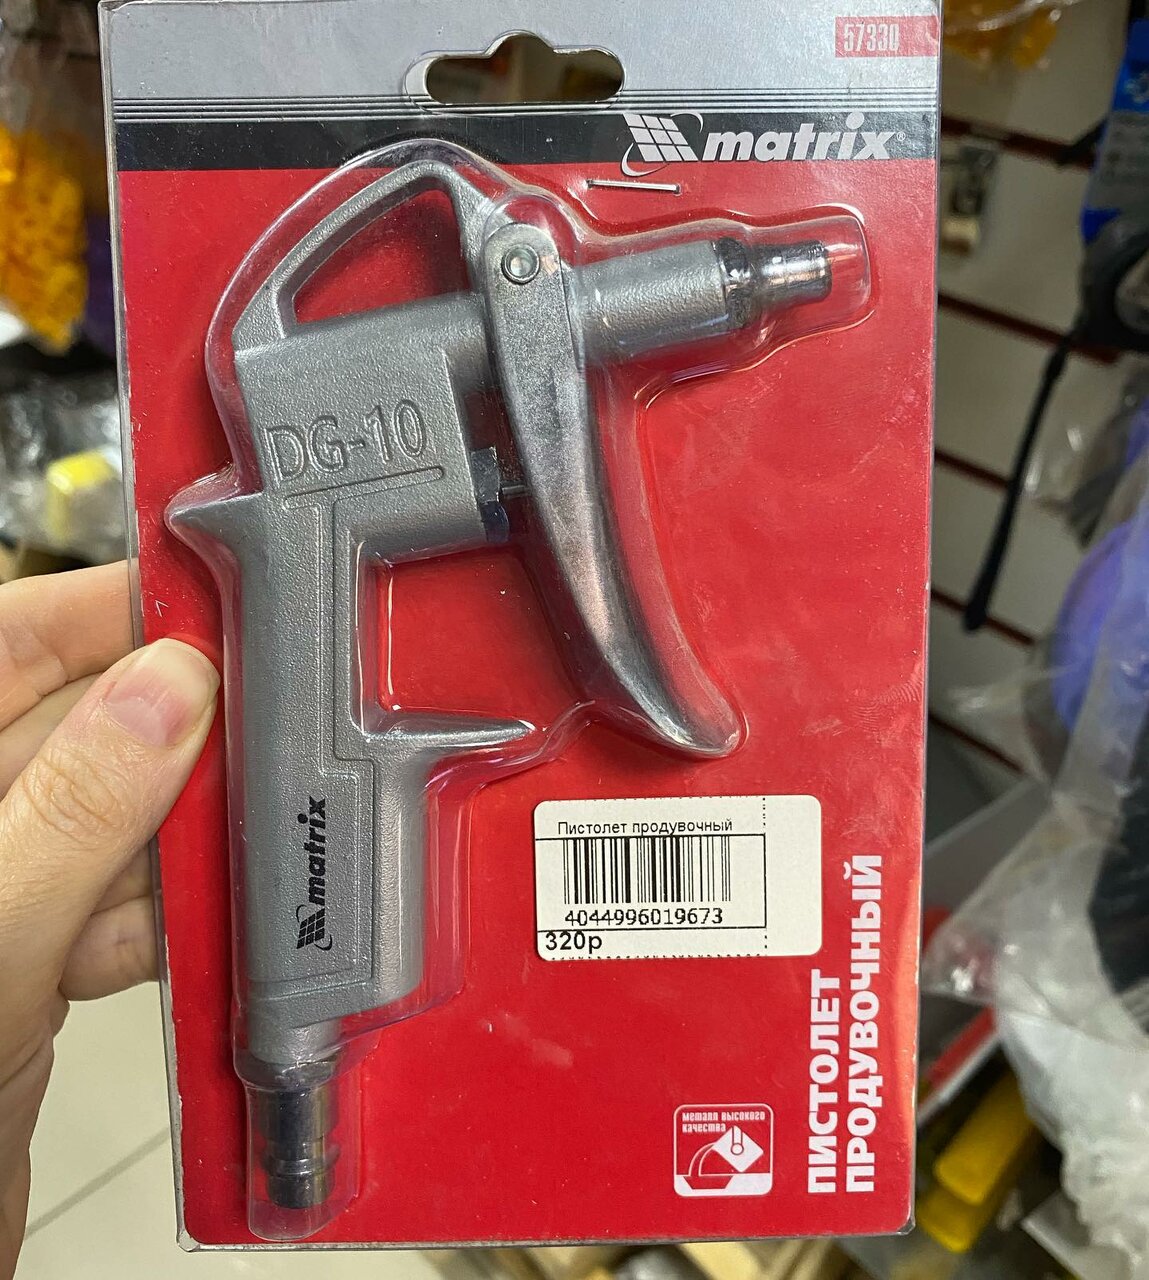 57330
matrix®
DG-10
matrix
Пистолет продувочный
4044996019673
320р
ПИСТОЛЕТ
ПРОДУВОЧНЫЙ
металл высокого
качества